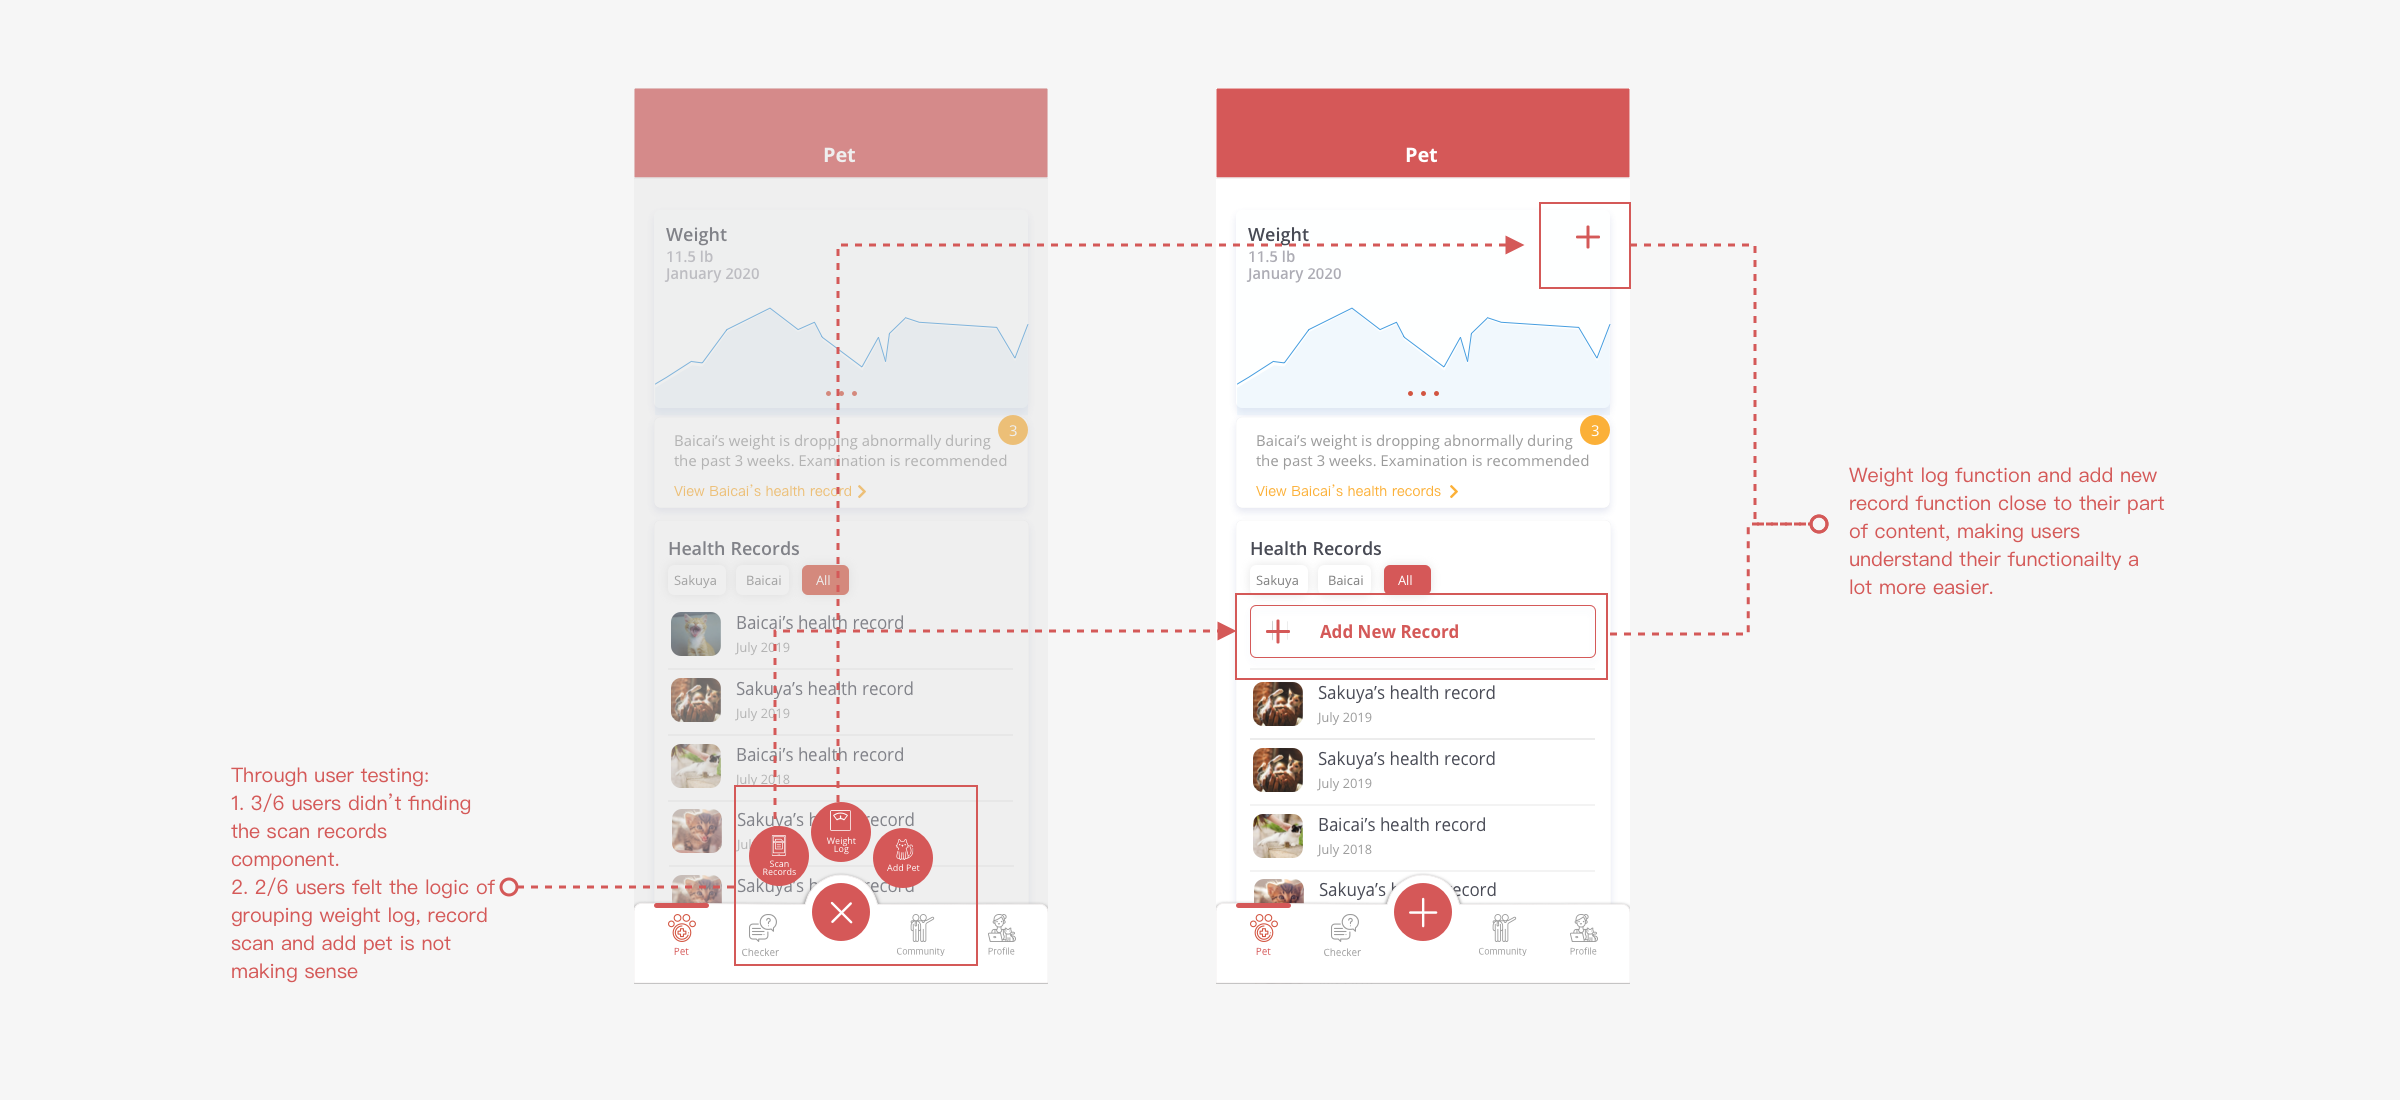 Through user testing:
1. 3/6 users didn't finding
the scan records
component.
2. 2/6 users felt the logic of
grouping weight log, record
scan and add pet is not
making sense
Pet
Weight
11.5 lb
January 2020
3
Baicai's weight is dropping abnormally during
the past 3 weeks. Examination is recommended
View Baicai's health record
Health Records
Sakuya
Baicai
All
Baicai's health record
July 2019
Sakuya's health record
July 2019
Baicai's health record
July 2018
Sakuya's h
ecord
Jul
Sakuya's h
ecord
Scan
Records
Weight
Log
Add Pet
Pet
Checker
Community
Profile
Pet
Weight
11.5 lb
January 2020
3
Baicai's weight is dropping abnormally during
the past 3 weeks. Examination is recommended
View Baicai's health records
Health Records
Sakuya
Baicai
All
Add New Record
Sakuya's health record
July 2019
Sakuya's health record
July 2019
Baicai's health record
July 2018
Sakuya's
ecord
Pet
Checker
Community
Profile
Weight log function and add new
record function close to their part
of content, making users
understand their functionailty a
lot more easier.